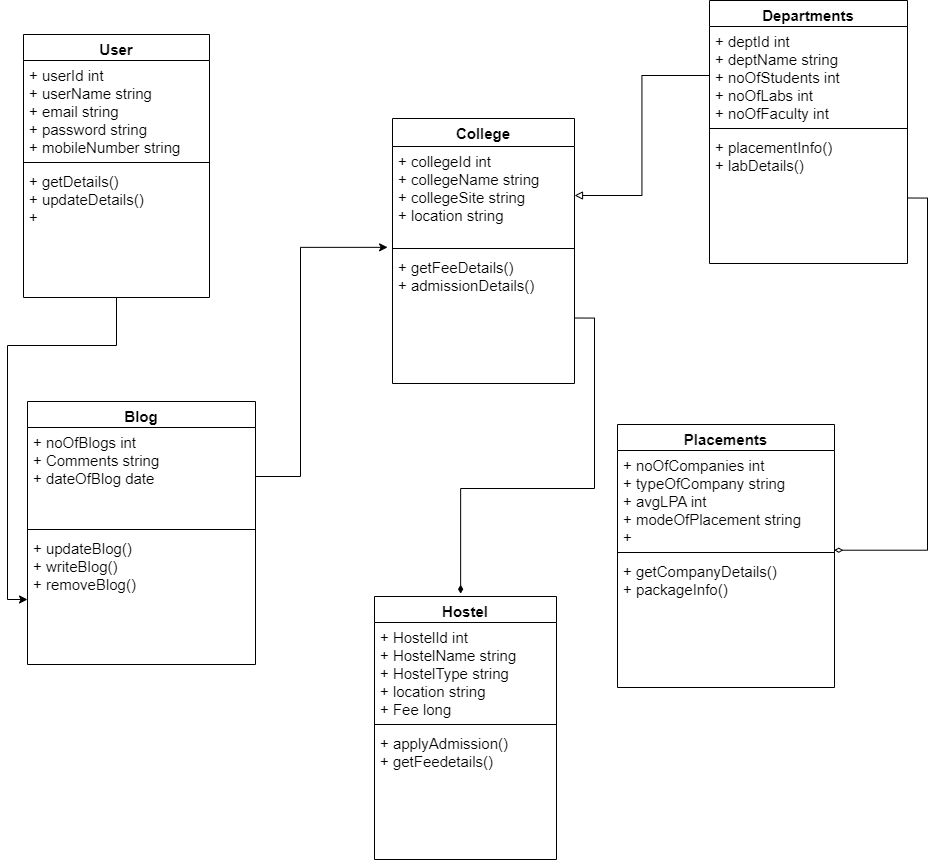 User
+ userId int
+ userName string
+ email string
+ password string
+ mobileNumber string
+ getDetails()
+ updateDetails()
+
Departments
+ deptId int
+ deptName string
+ noOfStudents int
+ noOfLabs int
+ noOfFaculty int
+ placementInfo()
+ labDetails()
College
+ collegeId int
+ collegeName string
+ collegeSite string
+ location string
+ getFeeDetails()
+ admissionDetails()
Blog
+ noOfBlogs int
+ Comments string
+ dateOfBlog date
+ updateBlog()
+ writeBlog()
+ removeBlog()
Placements
+ noOfCompanies int
+ typeOfCompany string
+ avgLPA int
+ modeOfPlacement string
+
+ getCompanyDetails()
+ packageInfo()
Hostel
+ HostelId int
+ HostelName string
+ HostelType string
+ location string
+ Fee long
+ applyAdmission()
+ getFeedetails()